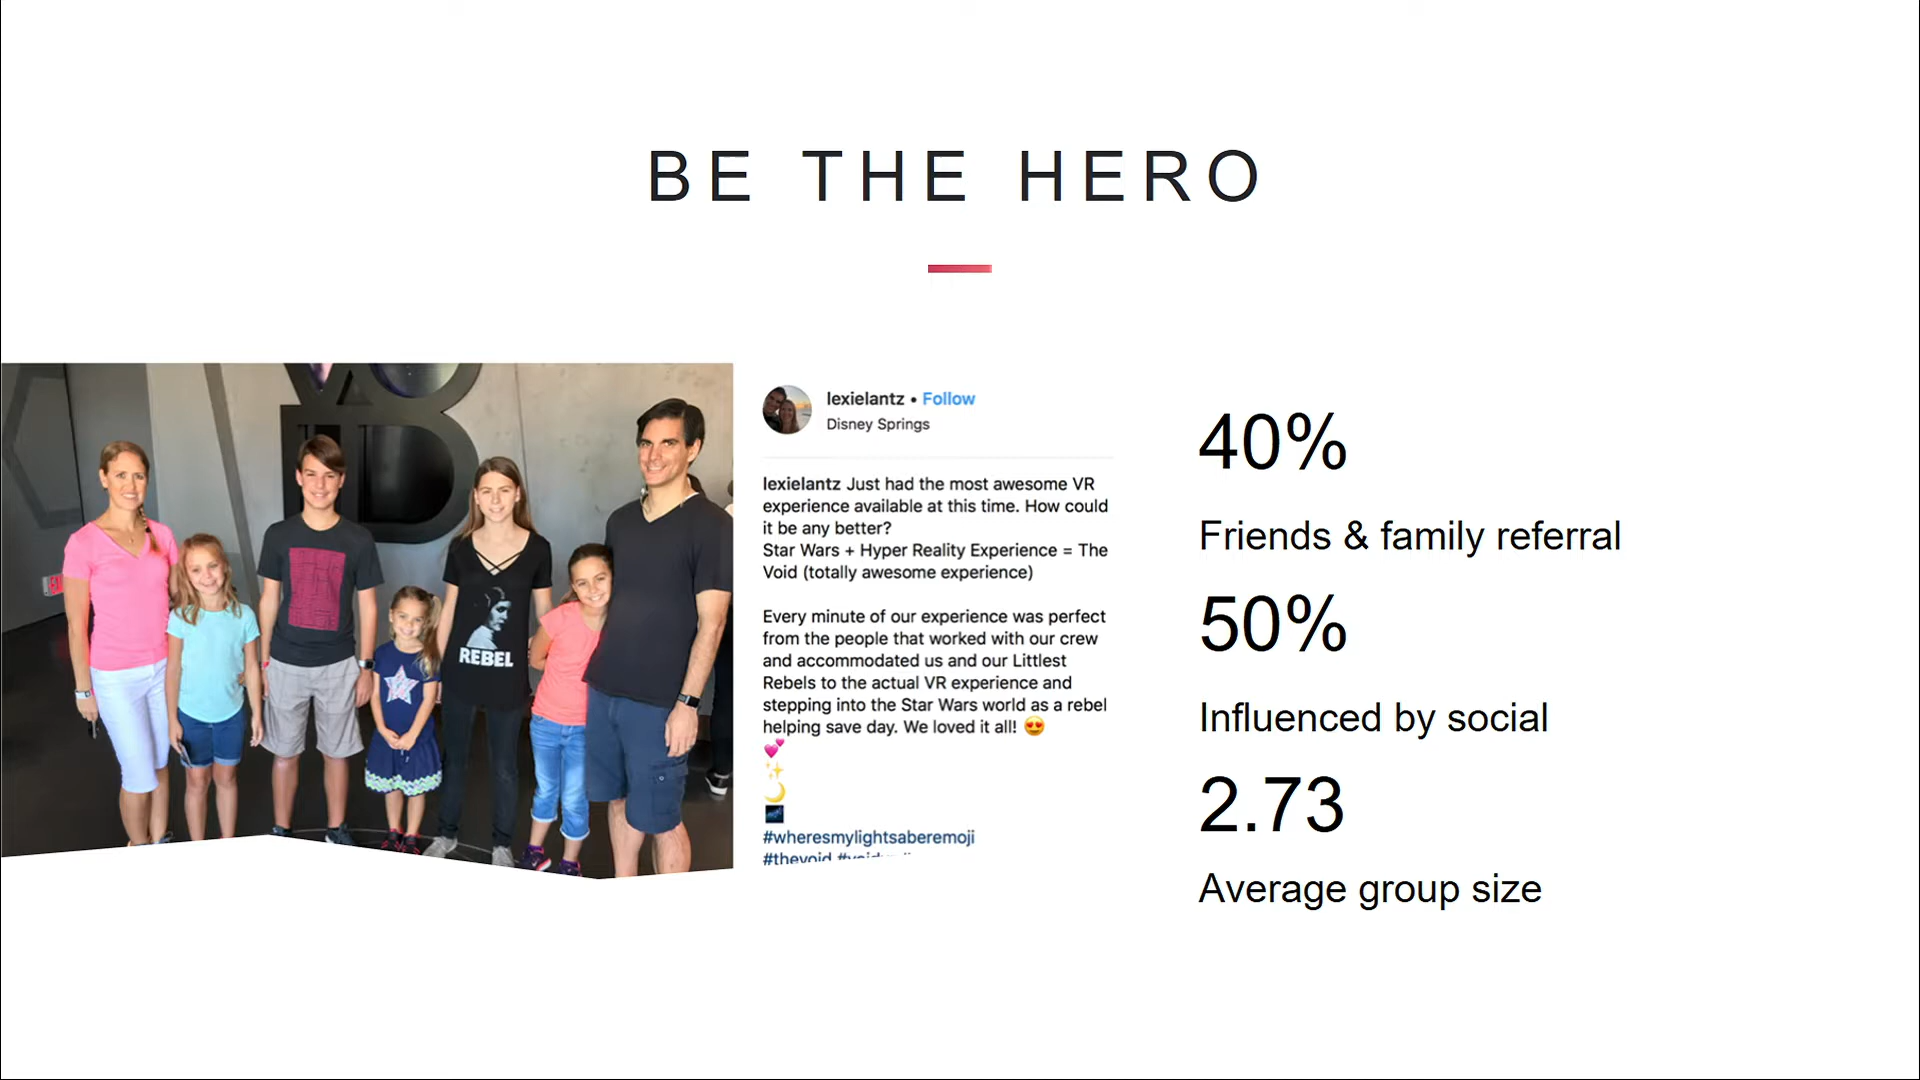 BE THE HERO
VOID
REBEL
lexielantz • Follow
Disney Springs
lexielantz Just had the most awesome VR
experience available at this time. How could
it be any better?
Star Wars + Hyper Reality Experience = The
Void (totally awesome experience)
Every minute of our experience was perfect
from the people that worked with our crew
and accommodated us and our Littlest
Rebels to the actual VR experience and
stepping into the Star Wars world as a rebel
helping save day. We loved it all! 😍
💕
✨
🌙
🌌
#wheresmylightsaberemoji
#thevoid
40%
Friends & family referral
50%
Influenced by social
2.73
Average group size